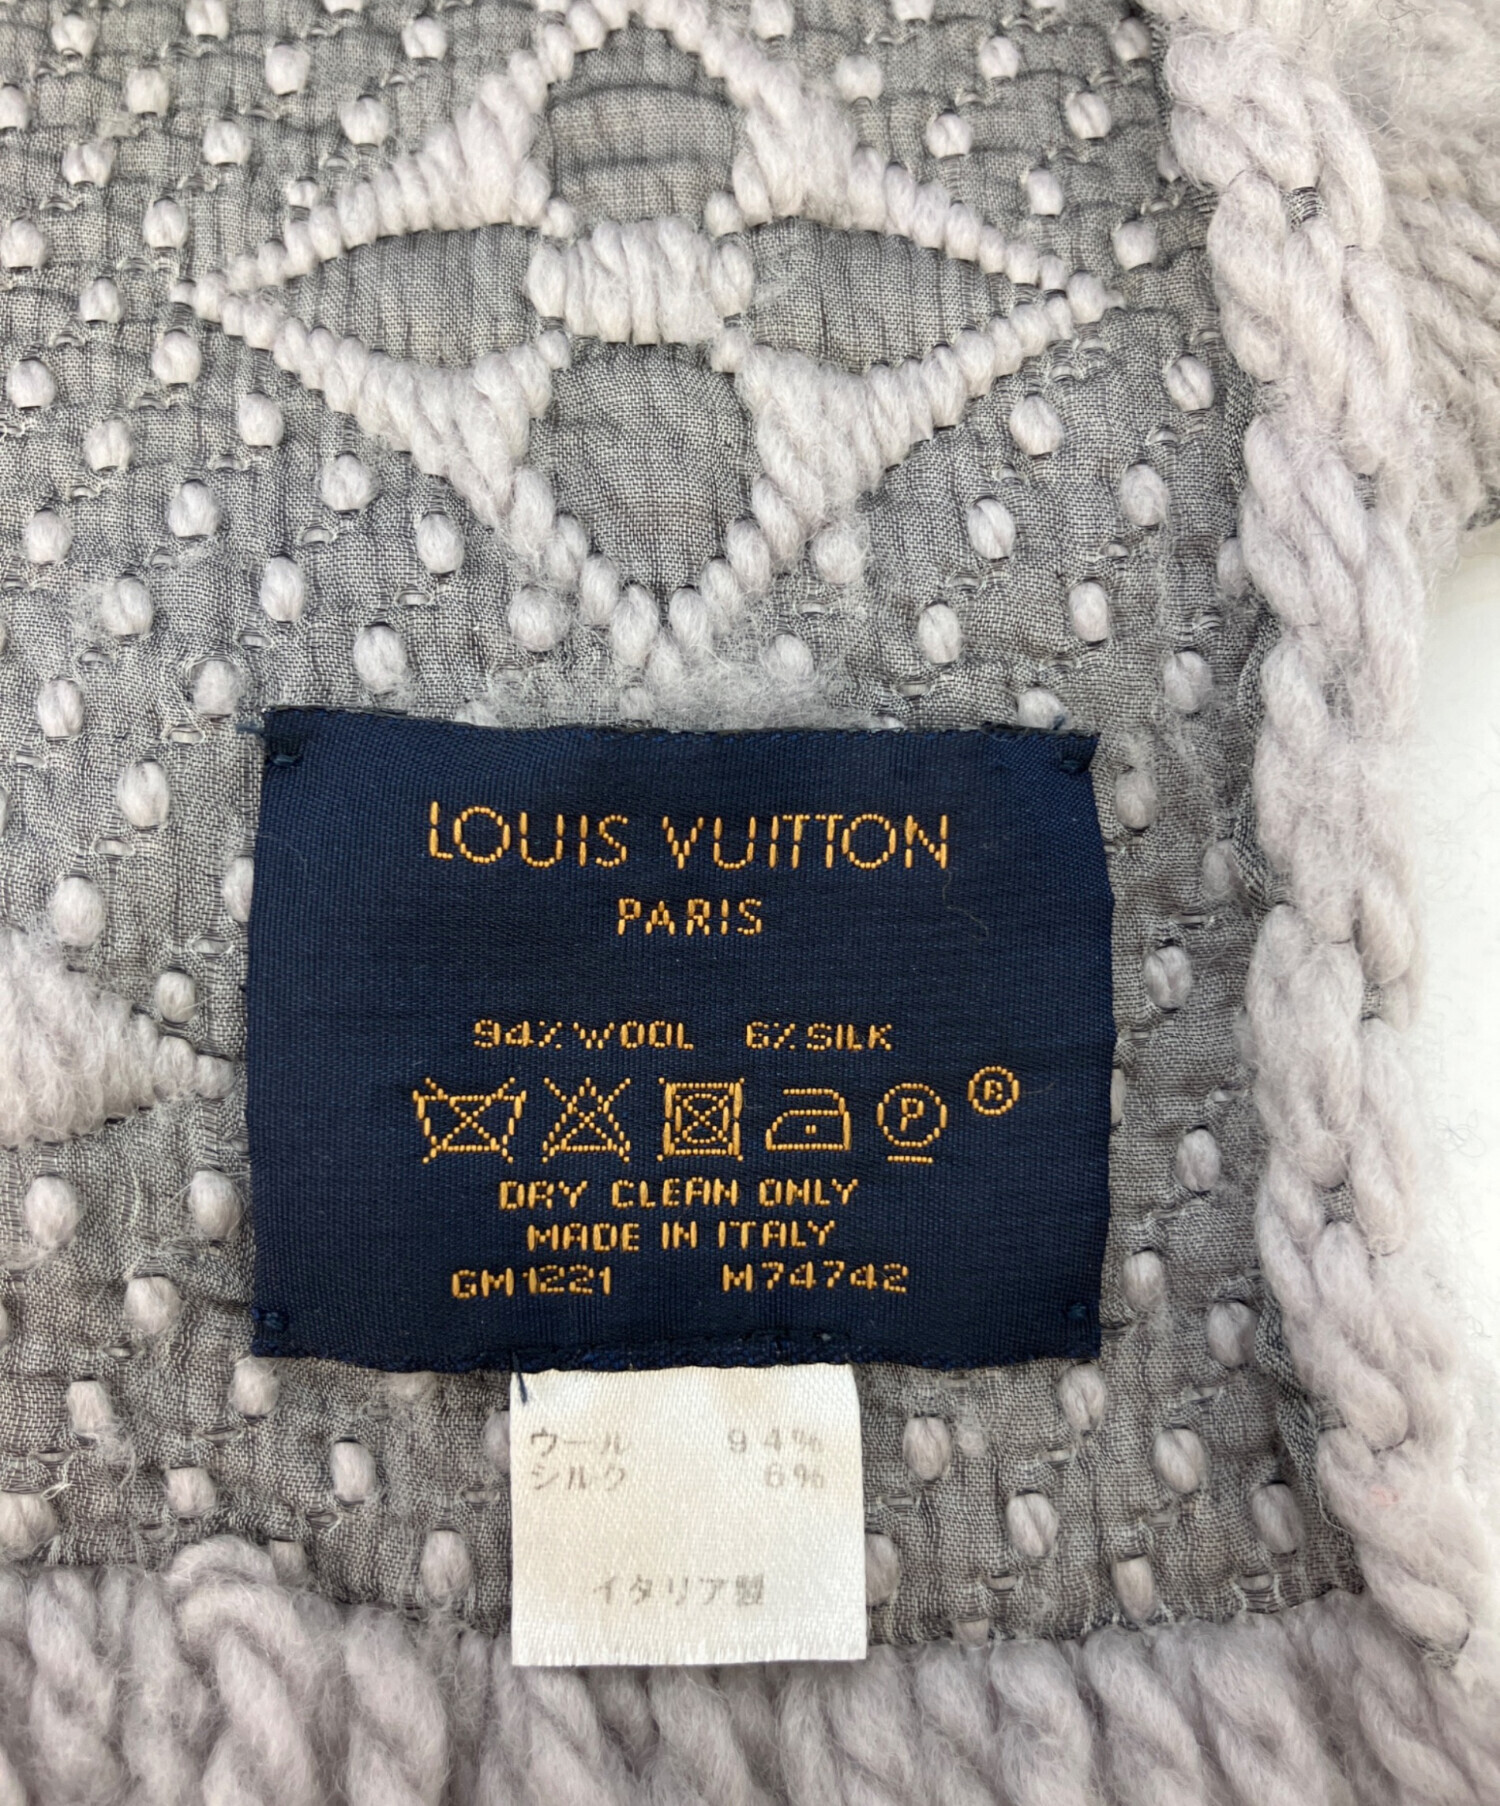 LOUIS VUITTON
PARIS
94% WOOL 6% SILK
P ®
DRY CLEAN ONLY
MADE IN ITALY
GM1221 M74742
ウール 94%
シルク 6%
イタリア製